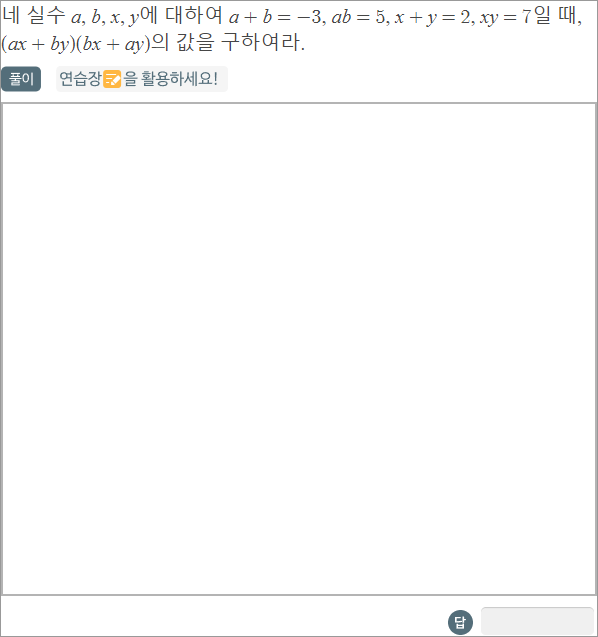 네 실수 a, b, x, y에 대하여 a + b = −3, ab = 5, x + y = 2, xy = 7일 때,
(ax + by)(bx + ay)의 값을 구하여라.
풀이 연습장을 활용하세요!
답